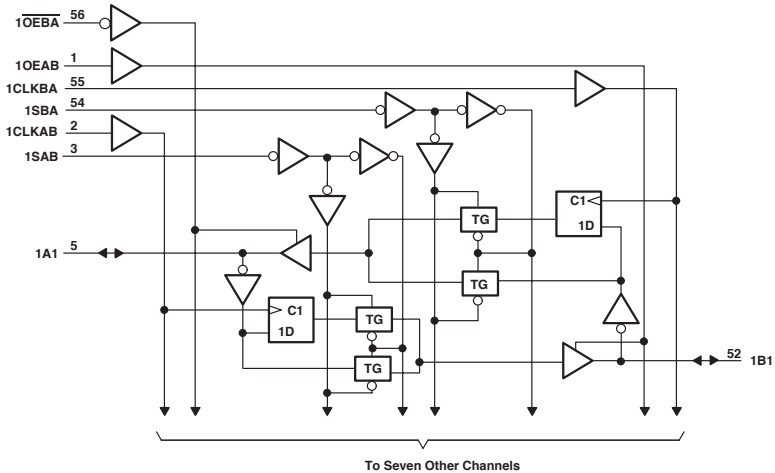 1OEBA 56
1OEAB 1
1CLKBA 55
1SBA 54
1CLKAB 2
1SAB 3
C1
TG
1D
1A1 5
TG
C1
TG
1D
TG
52 1B1
To Seven Other Channels